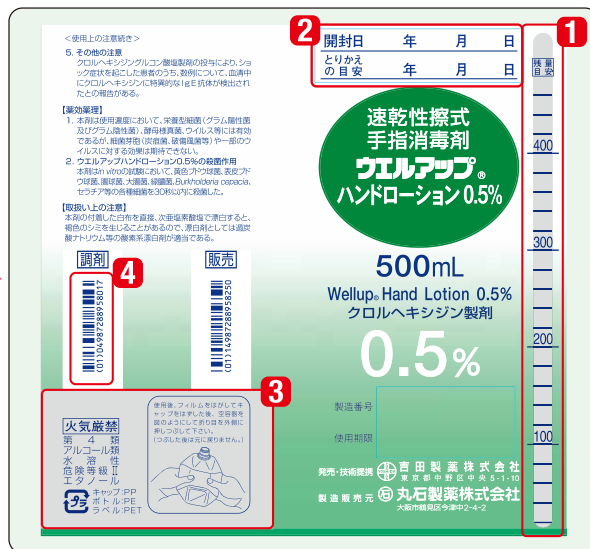 <使用上の注意続き>
5. その他の注意
クロルヘキシジングルコン酸塩製剤の投与により、ショ
ック症状を起こした患者のうち、数例について、血清中
にクロルヘキシジンに特異的なIgE抗体が検出され
たとの報告がある。
【薬効薬理】
1. 本剤は使用濃度において、栄養型細菌(グラム陽性菌
及びグラム陰性菌)、酵母様真菌、ウイルス等には有効
であるが、細菌芽胞(炭疽菌、破傷風菌等)や一部のウ
イルスに対する効果は期待できない。
2. ウエルアップハンドローション0.5%の殺菌作用
本剤はin vitroの試験において、黄色ブドウ球菌、表皮ブド
ウ球菌、腸球菌、大腸菌、緑膿菌、Burkholderia capacia、
セラチア等の各種細菌を30秒以内に殺菌した。
【取扱い上の注意】
本剤の付着した白布を直接、次亜塩素酸塩で漂白すると、
褐色のシミを生じることがあるので、漂白剤としては過炭
酸ナトリウム等の酸素系漂白剤が適当である。
調剤
販売
4
(01)04987288958017
(01)14987288958250
3
火気厳禁
第4類
アルコール類
水溶性
危険等級Ⅱ
エタノール
プラ
キャップ:PP
ボトル:PE
ラベル:PET
使用後、フィルムをはがしてキ
ャップをはずした後、空容器を
図のようにして折り目を外側に
押しつぶして下さい。
(つぶした後は元に戻りません。)
2
開封日 年 月 日
とりかえ
の目安 年 月 日
速乾性擦式
手指消毒剤
ウエルアップ®
ハンドローション0.5%
500mL
Wellup® Hand Lotion 0.5%
クロルヘキシジン製剤
0.5%
製造番号
使用期限
発売・技術提携 吉田製薬株式会社
東京都中野区中央5-1-10
製造販売元 石 丸石製薬株式会社
大阪市鶴見区今津中2-4-2
1
残量
目安
400
300
200
100